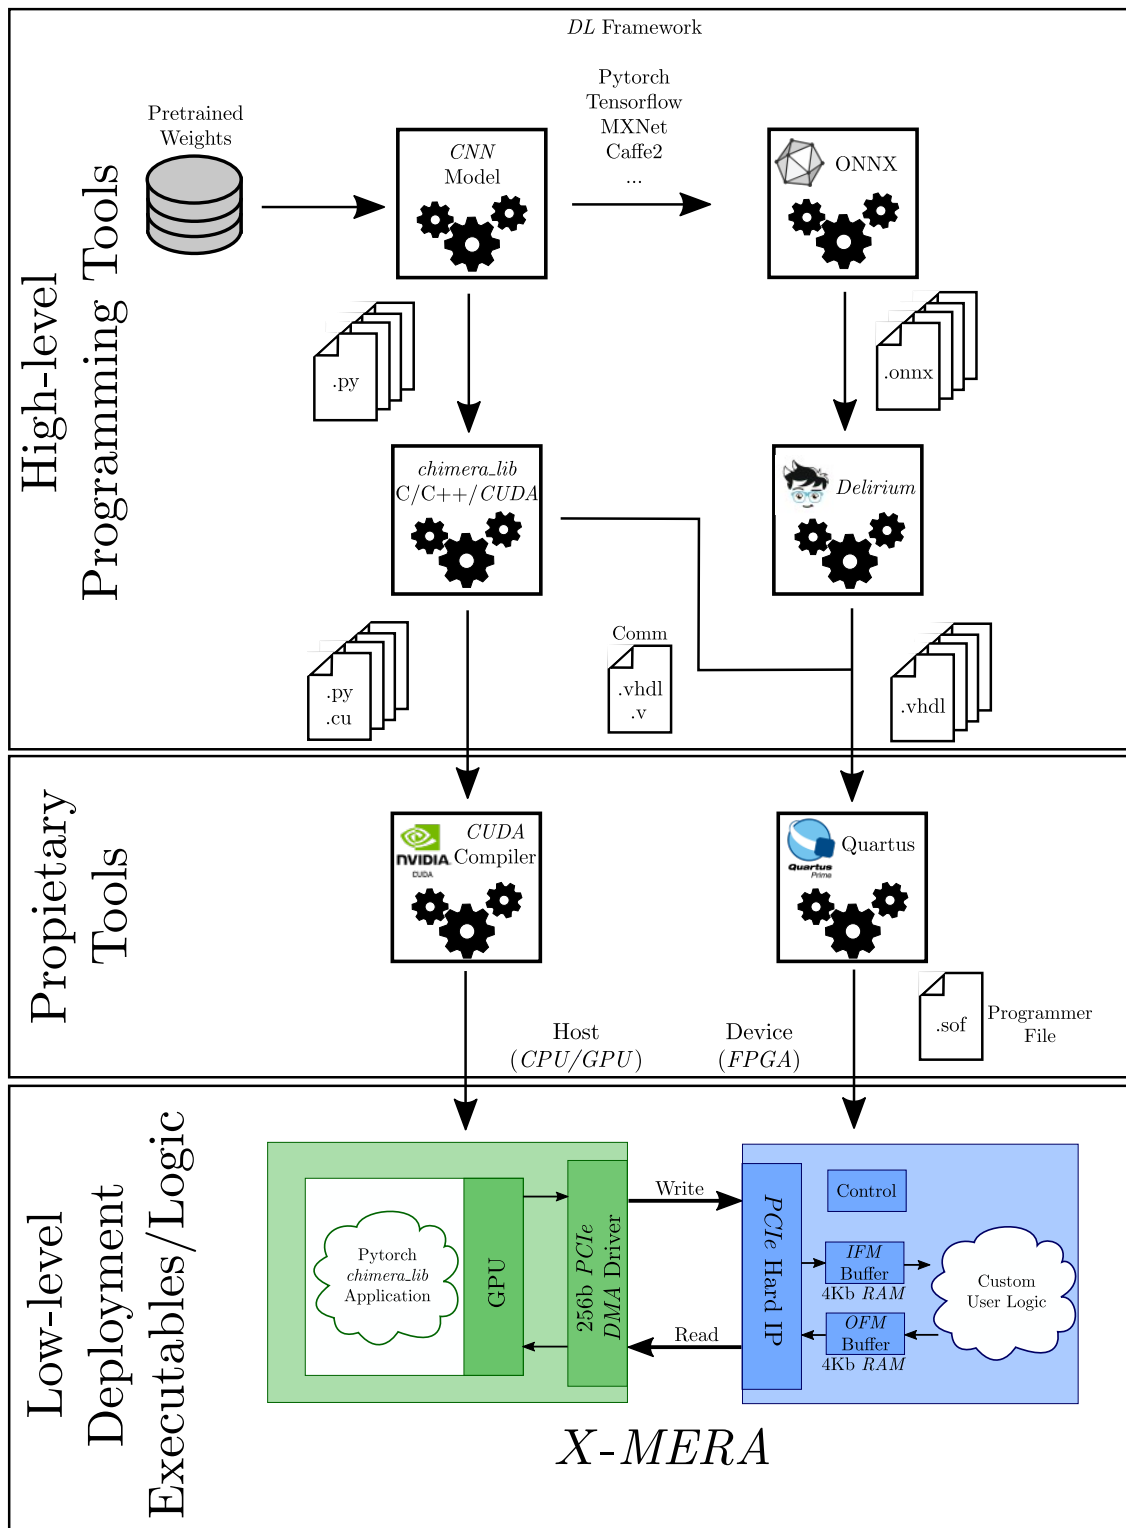 DL Framework
Pytorch
Tensorflow
MXNet
Caffe2
...
Pretrained
Weights
CNN
Model
ONNX
High-level
Programming Tools
.py
.onnx
chimera_lib
C/C++/CUDA
Delirium
.py
.cu
Comm
.vhdl
.v
.vhdl
Propietary
Tools
NVIDIA
CUDA
CUDA
Compiler
Quartus
Prime
Quartus
.sof
Programmer
File
Host
(CPU/GPU)
Device
(FPGA)
Low-level
Deployment
Executables/Logic
Pytorch
chimera_lib
Application
GPU
256b PCIe
DMA Driver
Write
Read
PCIe Hard IP
Control
IFM
Buffer
4Kb RAM
OFM
Buffer
4Kb RAM
Custom
User Logic
X-MERA